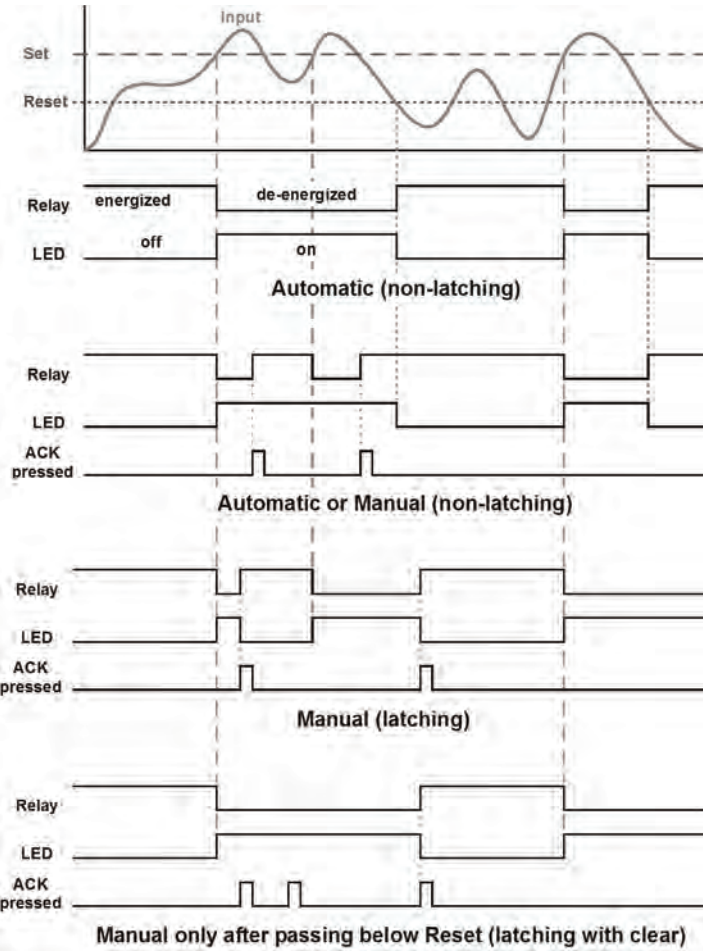 Input
Set
Reset
Relay energized de-energized
LED off on
Automatic (non-latching)
Relay
LED
ACK
pressed
Automatic or Manual (non-latching)
Relay
LED
ACK
pressed
Manual (latching)
Relay
LED
ACK
pressed
Manual only after passing below Reset (latching with clear)